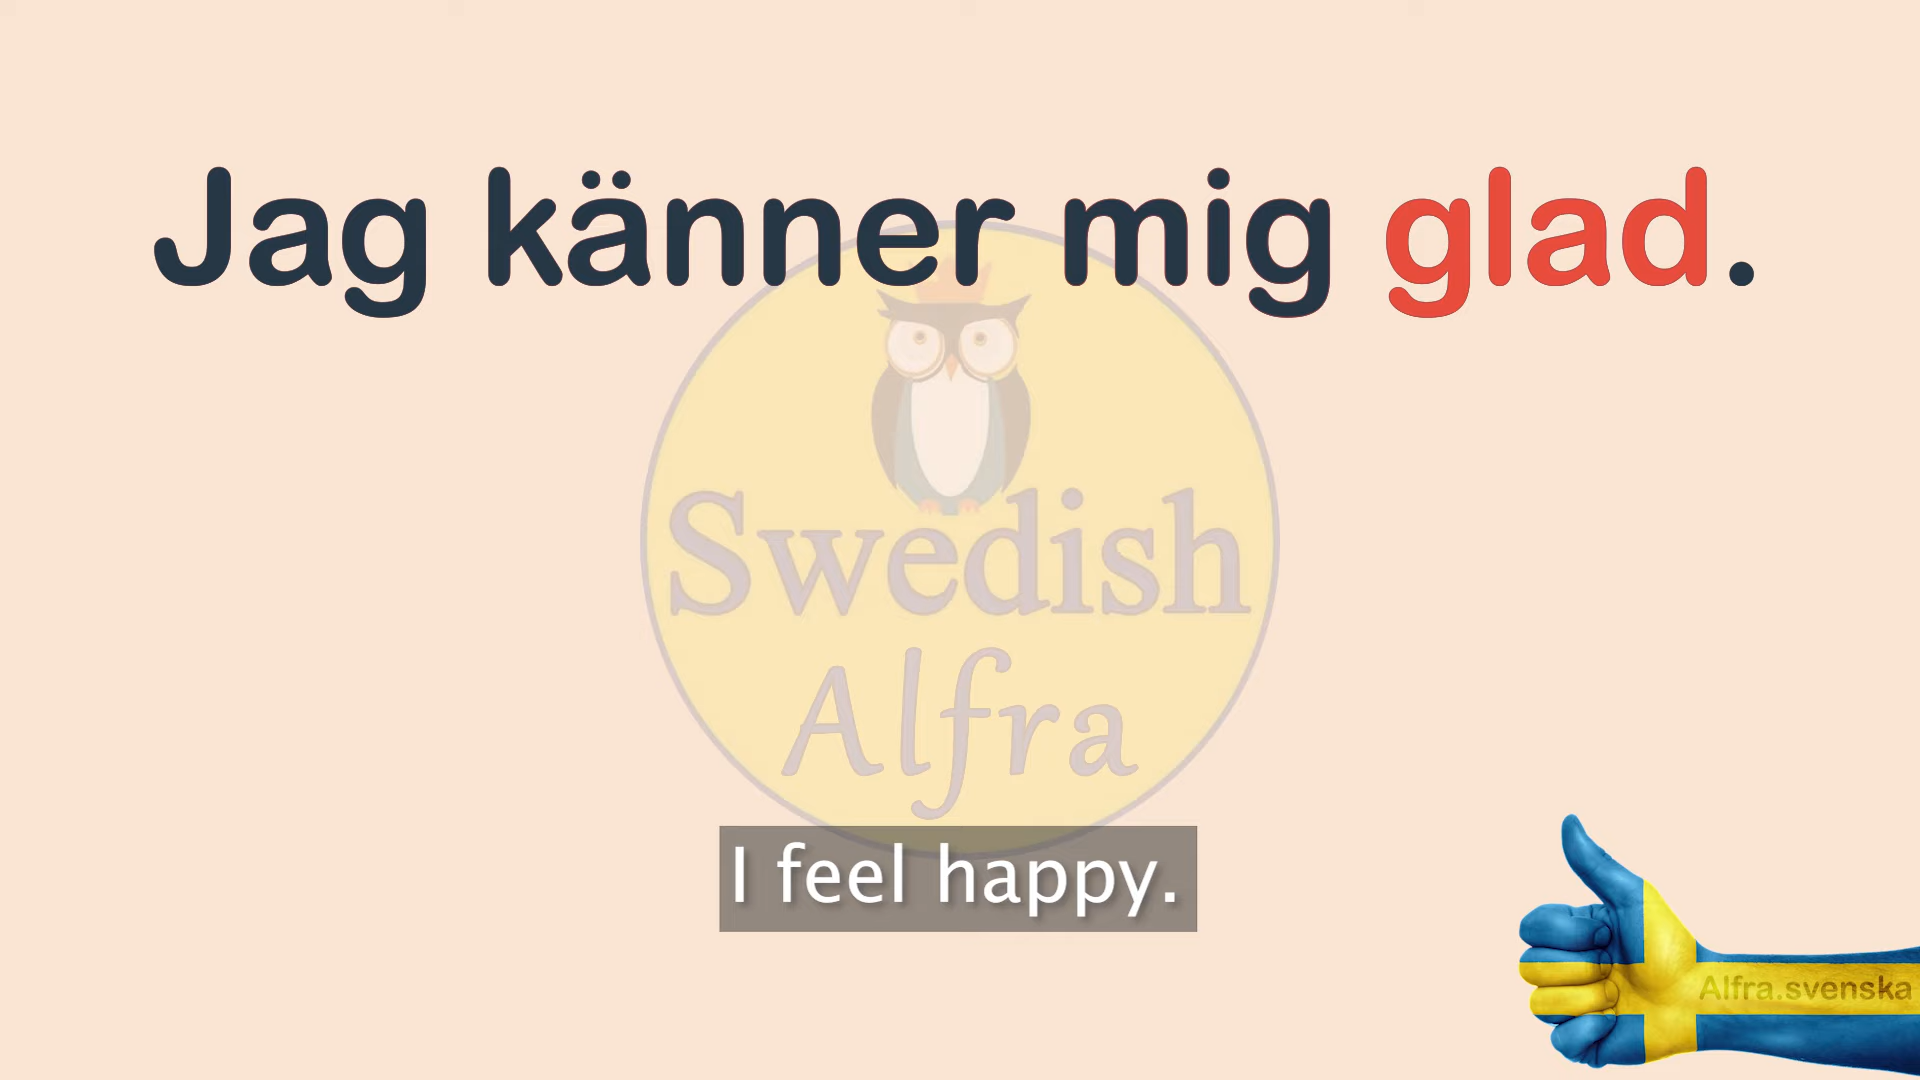 Jag känner mig glad.
Swedish
Alfra
I feel happy.
Alfra.svenska